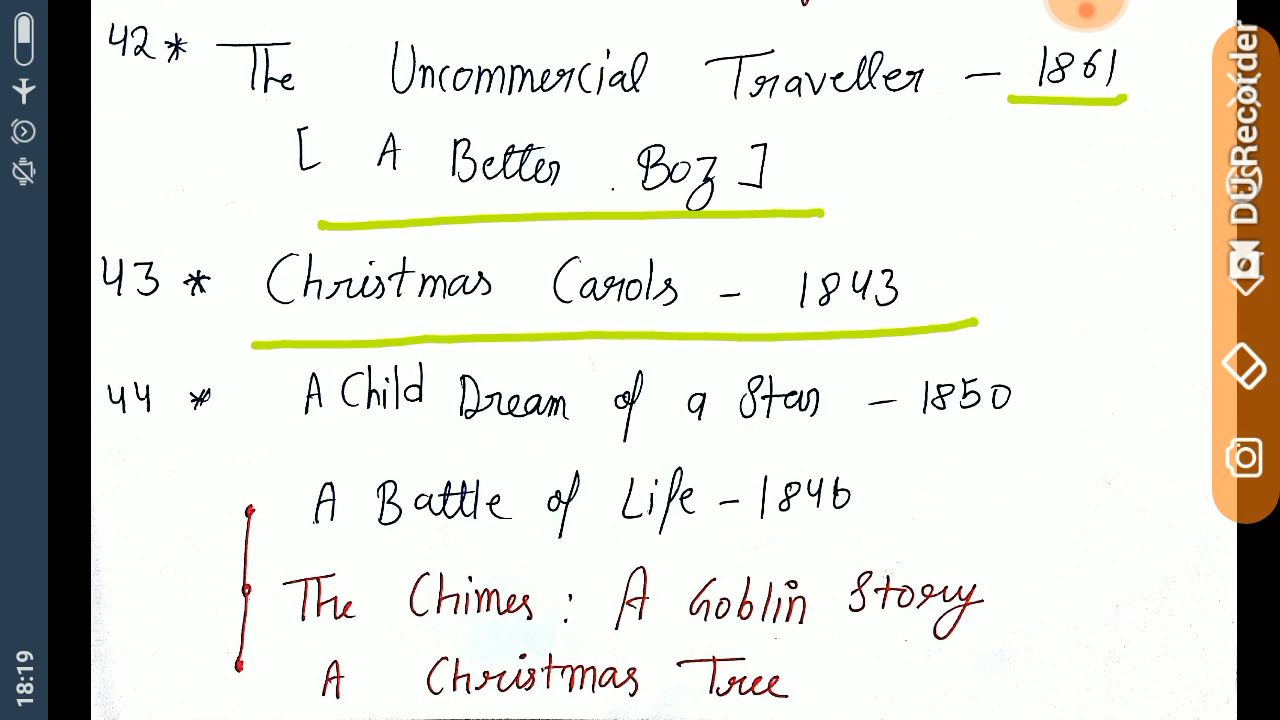 42* The Uncommercial Traveller - 1861
[ A Better Boz ]
43 * Christmas Carols - 1843
44 * A Child Dream of a Star - 1850
A Battle of Life - 1846
The Chimes : A Goblin Story
A Christmas Tree
DU Recorder
18:19